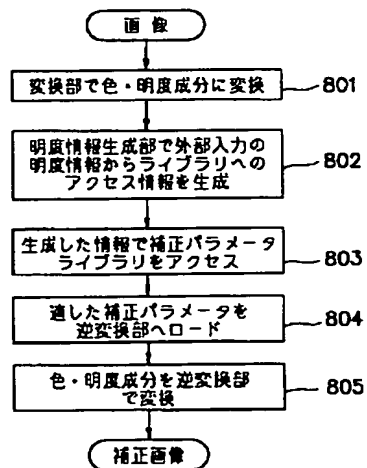 画像
変換部で色・明度成分に変換
801
明度情報生成部で外部入力の
明度情報からライブラリへの
アクセス情報を生成
802
生成した情報で補正パラメータ
ライブラリをアクセス
803
適した補正パラメータを
逆変換部へロード
804
色・明度成分を逆変換部
で変換
805
補正画像